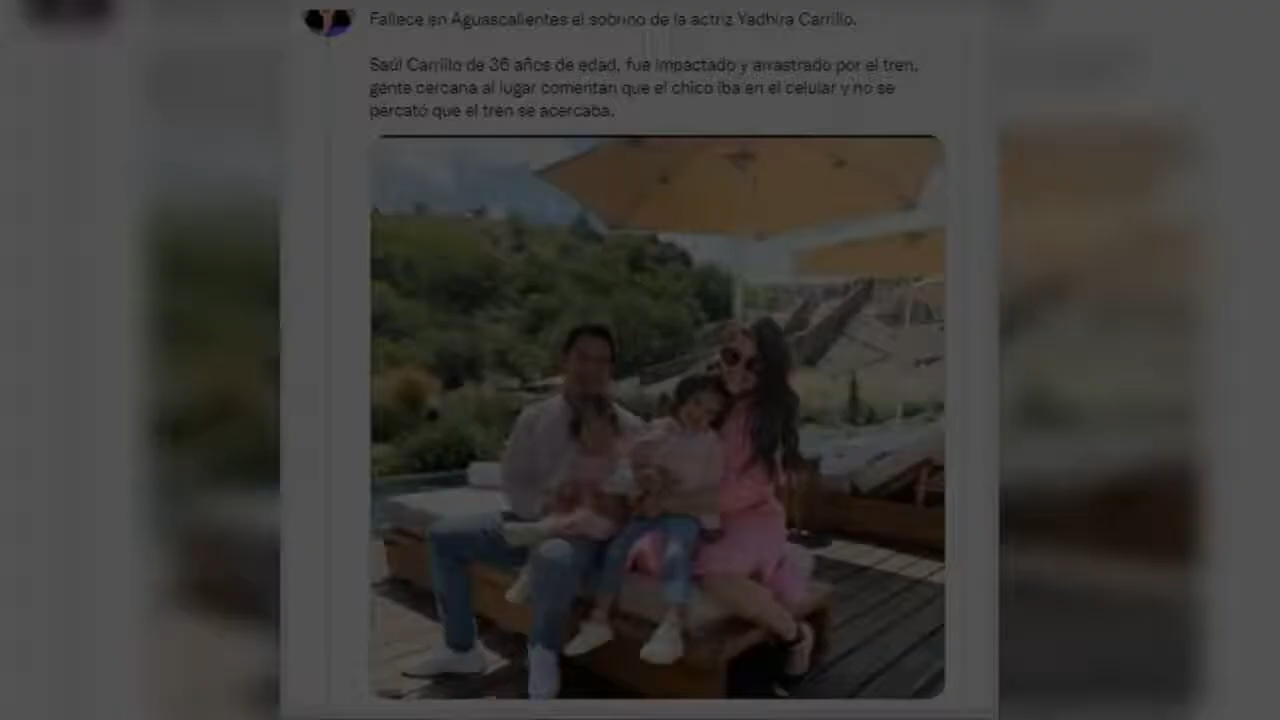 Fallece en Aguascalientes el sobrino de la actriz Yadhira Carrillo.
Saúl Carrillo de 36 años de edad, fue impactado y arrastrado por el tren,
gente cercana al lugar comentan que el chico iba en el celular y no se
percató que el tren se acercaba.